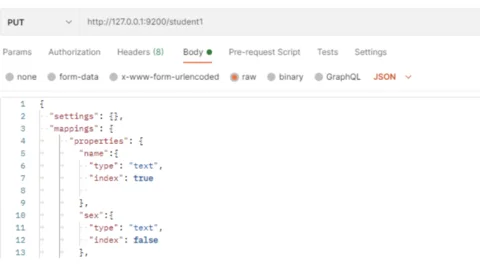 PUT http://127.0.0.1:9200/student1
Params Authorization Headers (8) Body Pre-request Script Tests Settings
none form-data x-www-form-urlencoded raw binary GraphQL JSON
1 {
2 "settings": {},
3 "mappings": {
4 "properties": {
5 "name":{
6 "type": "text",
7 "index": true
8
9 },
10 "sex":{
11 "type": "text",
12 "index": false
13 },